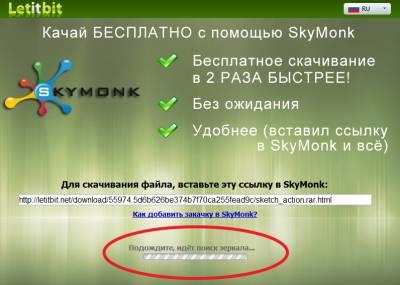 Letitbit
RU
Качай БЕСПЛАТНО с помощью SkyMonk
Бесплатное скачивание
в 2 РАЗА БЫСТРЕЕ!
SKYMONK
Без ожидания
Удобнее (вставил ссылку
в SkyMonk и всё)
Для скачивания файла, вставьте эту ссылку в SkyMonk:
http://letitbit.net/download/55974.5d6b626be374b7f70ca255fead9c/sketch_action.rar.html
Как добавить закачку в SkyMonk?
Подождите, идёт поиск зеркала...